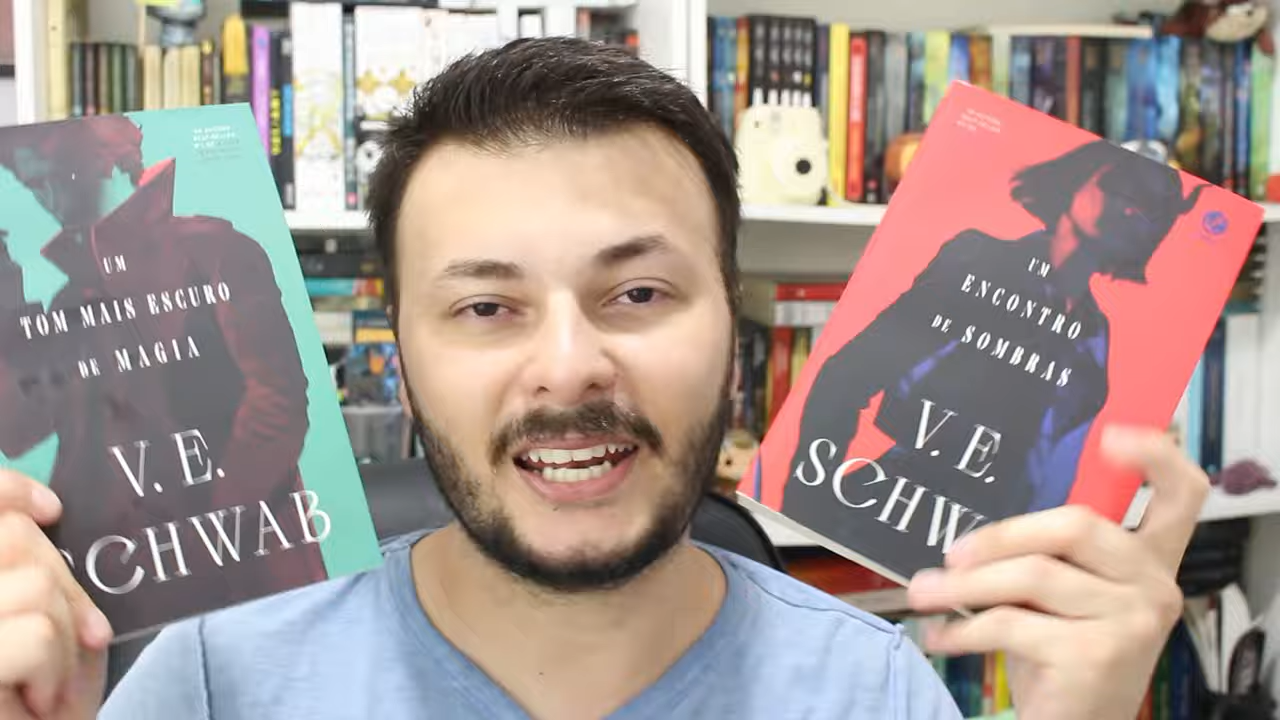 UM
TOM MAIS ESCURO
DE MAGIA
V. E.
SCHWAB
UM
ENCONTRO
DE SOMBRAS
V. E.
SCHW